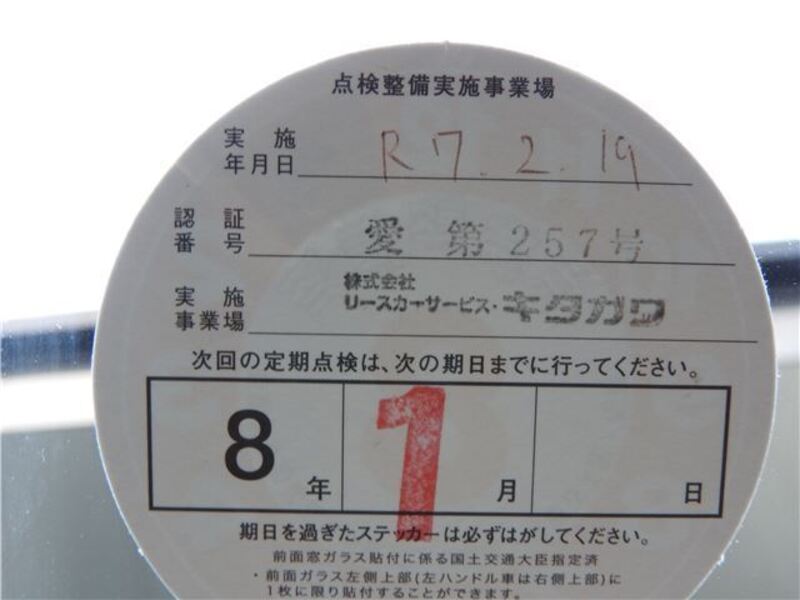 点検整備実施事業場
実施
年月日 R7.2.19
認証
番号 愛第257号
実施
事業場 株式会社
リースカーサービス・キタガワ
次回の定期点検は、次の期日までに行ってください。
8年 1月 日
期日を過ぎたステッカーは必ずはがしてください。
前面窓ガラス貼付に係る国土交通大臣指定済
・前面ガラス左側上部(左ハンドル車は右側上部)に
1枚に限り貼付することができます。